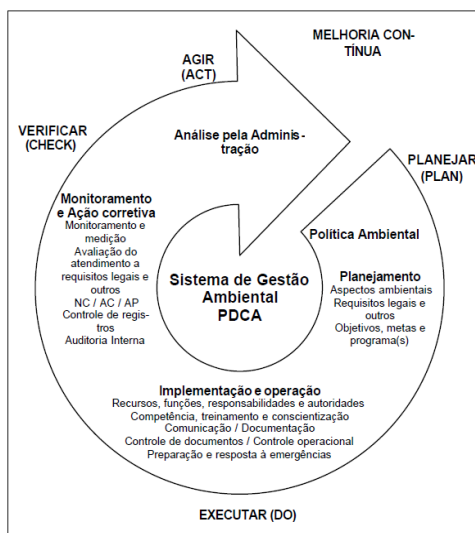 MELHORIA CON-
TÍNUA
AGIR
(ACT)
VERIFICAR
(CHECK)
Análise pela Adminis-
tração
PLANEJAR
(PLAN)
Monitoramento
e Ação corretiva
Monitoramento e
medição
Avaliação do
atendimento a
requisitos legais e
outros
NC / AC / AP
Controle de regis-
tros
Auditoria Interna
Política Ambiental
Planejamento
Aspectos ambientais
Requisitos legais e
outros
Objetivos, metas e
programa(s)
Sistema de Gestão
Ambiental
PDCA
Implementação e operação
Recursos, funções, responsabilidades e autoridades
Competência, treinamento e conscientização
Comunicação / Documentação
Controle de documentos / Controle operacional
Preparação e resposta à emergências
EXECUTAR (DO)